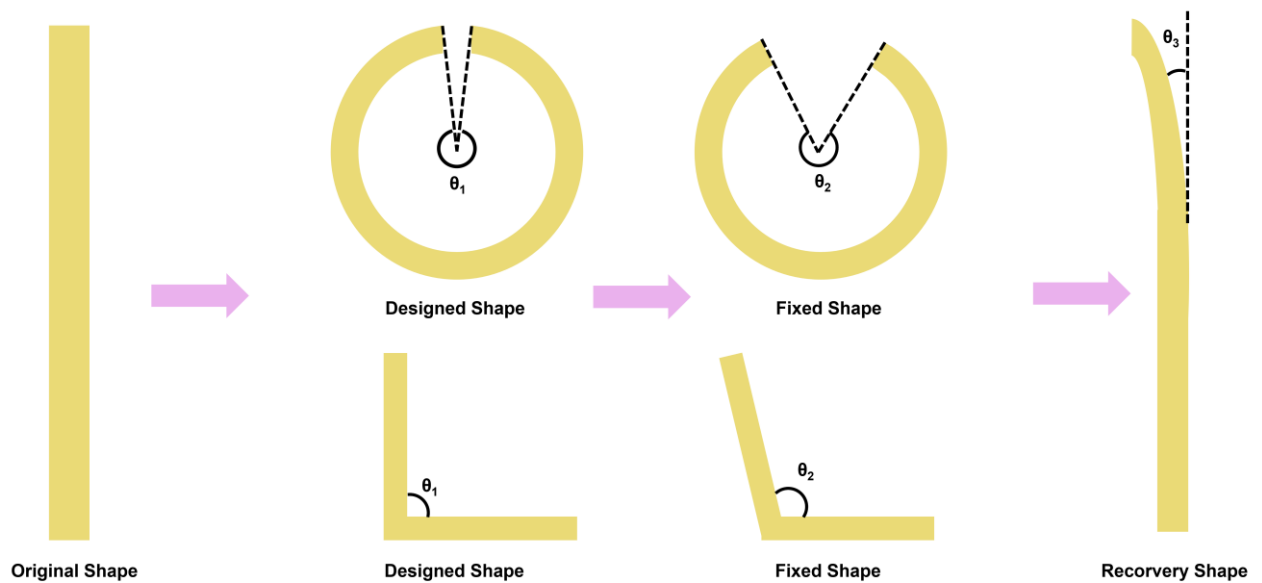 θ3
θ1
θ2
Designed Shape
Fixed Shape
θ1
θ2
Original Shape
Designed Shape
Fixed Shape
Recorvery Shape